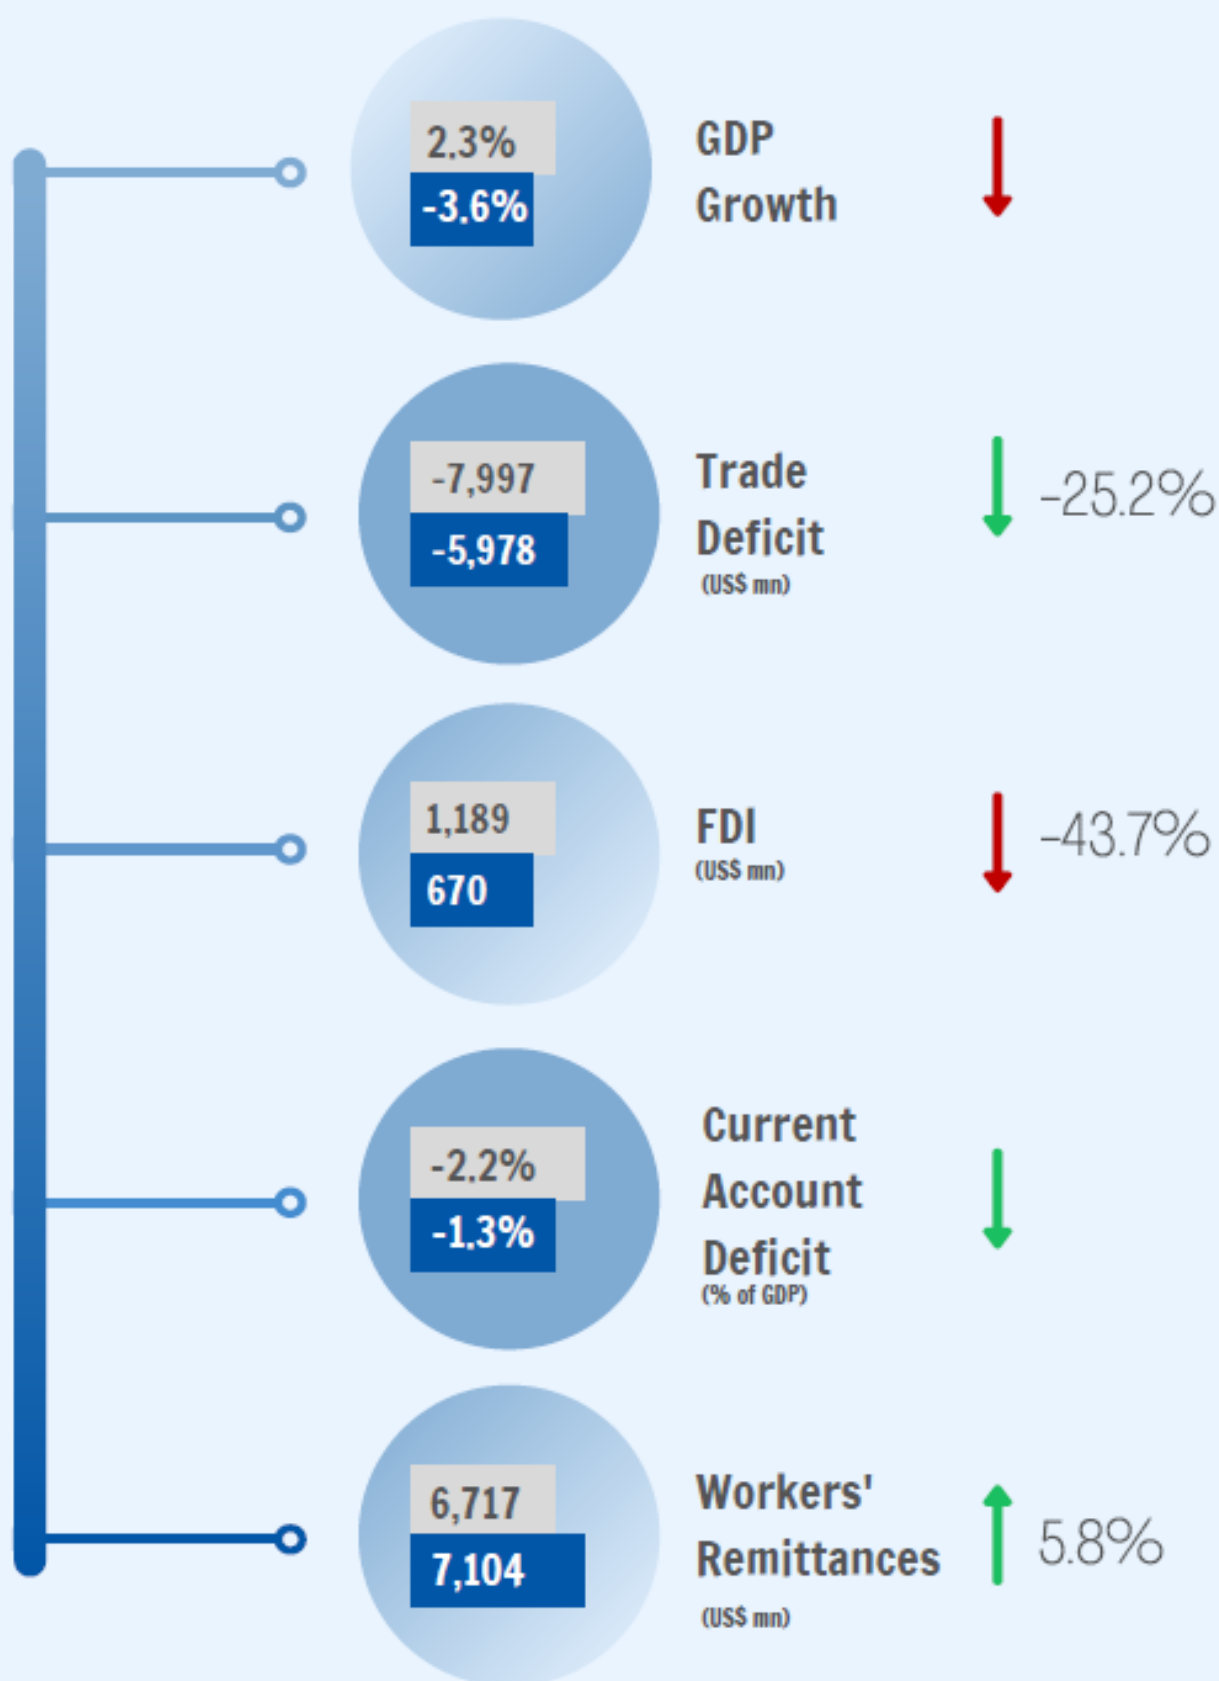 2.3%
-3.6%
GDP
Growth
-7,997
-5,978
Trade
Deficit
(US$ mn)
-25.2%
1,189
670
FDI
(US$ mn)
-43.7%
-2.2%
-1.3%
Current
Account
Deficit
(% of GDP)
6,717
7,104
Workers'
Remittances
(US$ mn)
5.8%